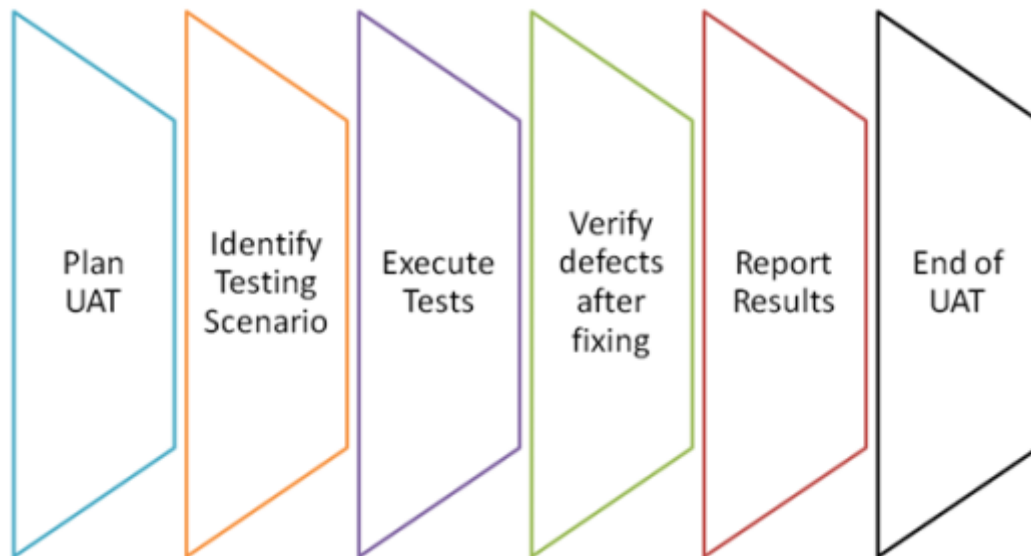 Plan
UAT
Identify
Testing
Scenario
Execute
Tests
Verify
defects
after
fixing
Report
Results
End of
UAT